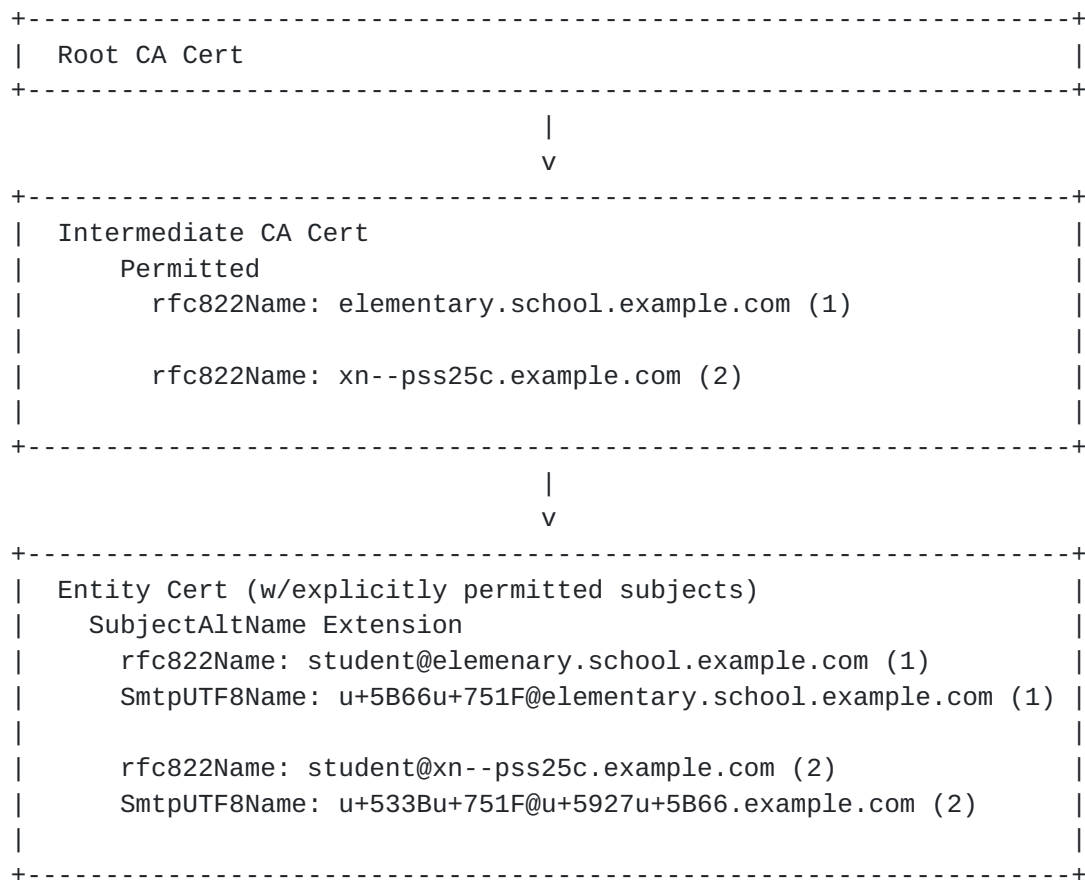 Root CA Cert
Intermediate CA Cert
Permitted
rfc822Name: elementary.school.example.com (1)
rfc822Name: xn--pss25c.example.com (2)
Entity Cert (w/explicitly permitted subjects)
SubjectAltName Extension
rfc822Name: student@elemenary.school.example.com (1)
SmtpUTF8Name: u+5B66u+751F@elementary.school.example.com (1)
rfc822Name: student@xn--pss25c.example.com (2)
SmtpUTF8Name: u+533Bu+751F@u+5927u+5B66.example.com (2)